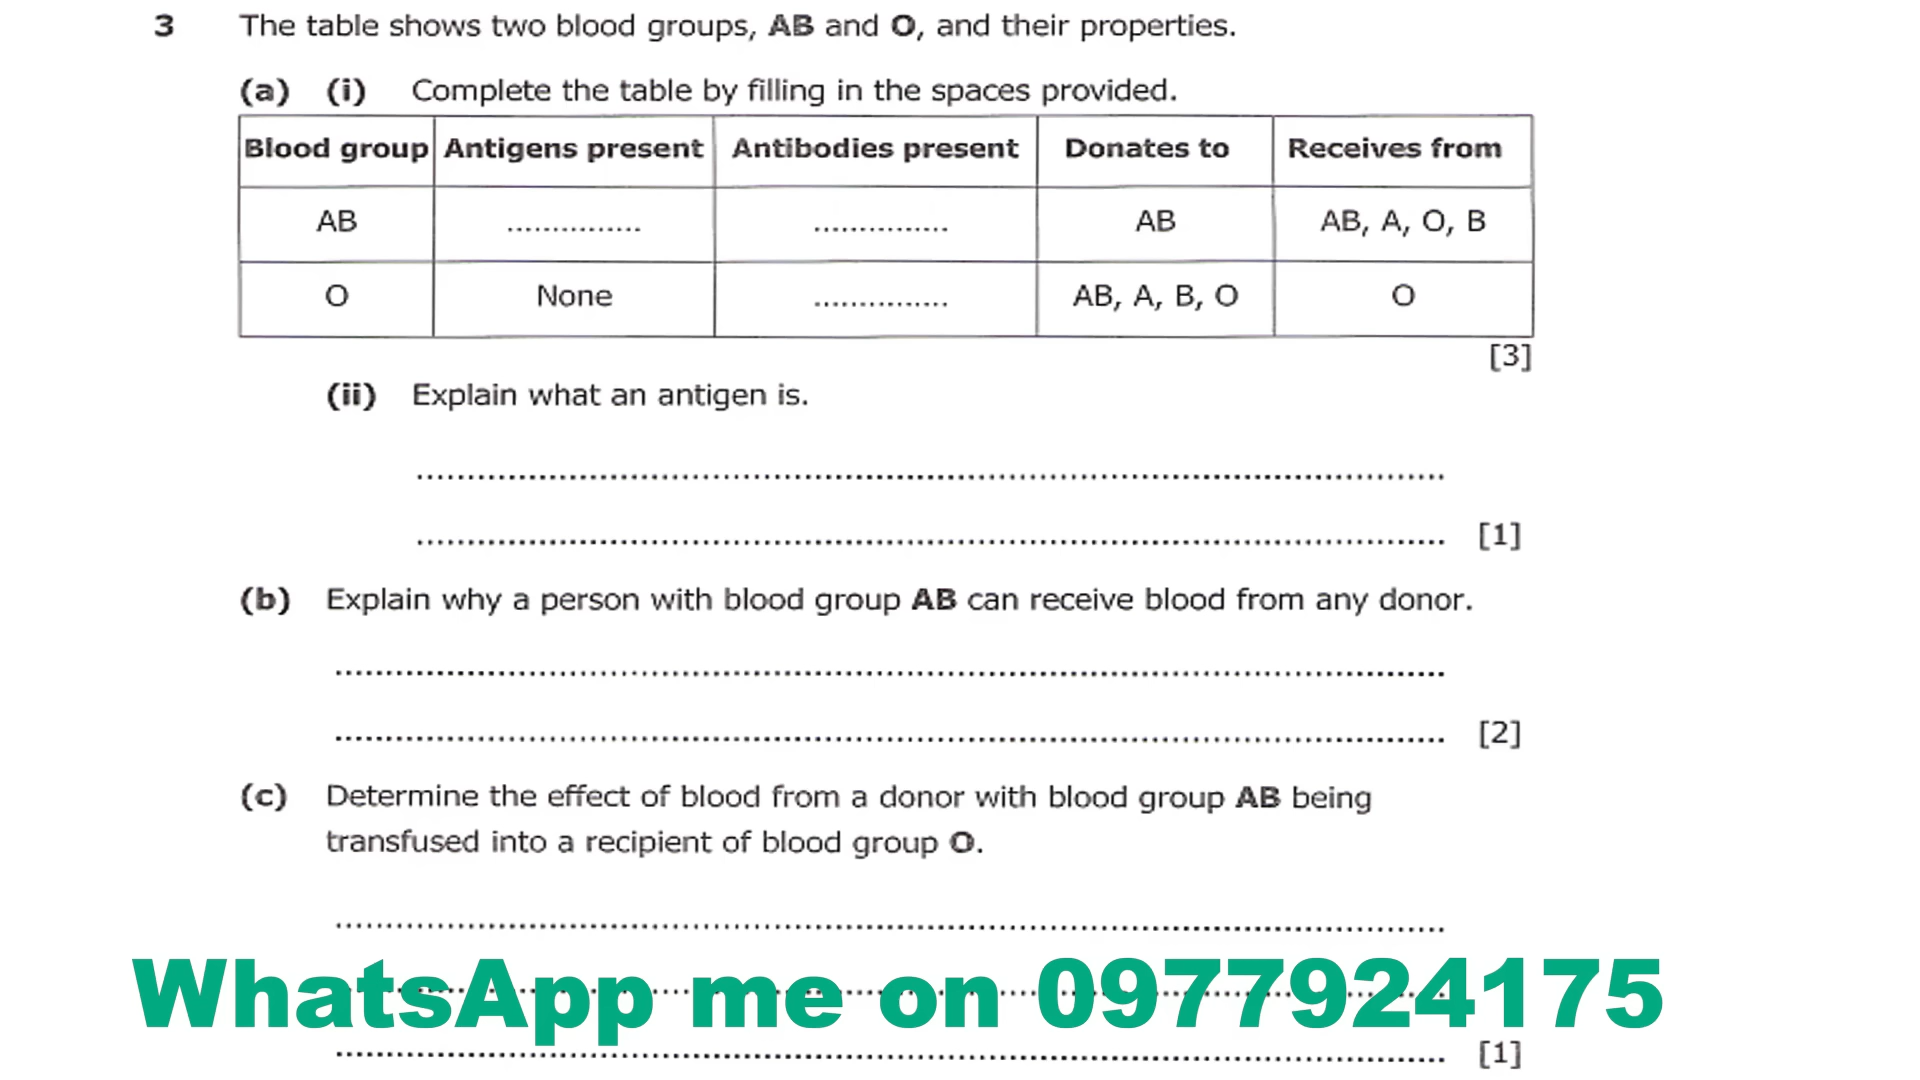 3 The table shows two blood groups, AB and O, and their properties.
(a) (i) Complete the table by filling in the spaces provided.
Blood group Antigens present Antibodies present Donates to Receives from
AB ............... ............... AB AB, A, O, B
O None ............... AB, A, B, O O
[3]
(ii) Explain what an antigen is.
[1]
(b) Explain why a person with blood group AB can receive blood from any donor.
[2]
(c) Determine the effect of blood from a donor with blood group AB being
transfused into a recipient of blood group O.
WhatsApp me on 0977924175
[1]